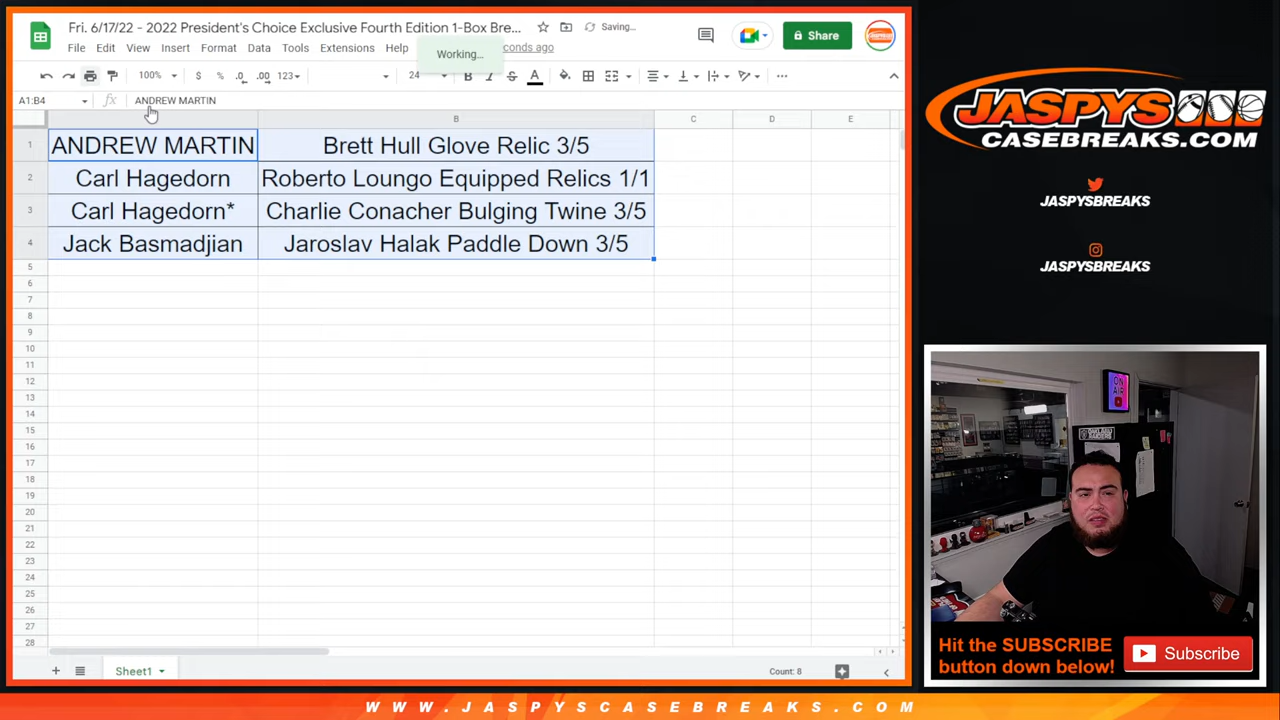 Fri. 6/17/22 - 2022 President's Choice Exclusive Fourth Edition 1-Box Bre...
Saving...
Share
File Edit View Insert Format Data Tools Extensions Help
conds ago
Working...
100%
$ % .0 .00 123
24
B I S A
A1:B4
fx
ANDREW MARTIN
A B C D E
1 ANDREW MARTIN Brett Hull Glove Relic 3/5
2 Carl Hagedorn Roberto Loungo Equipped Relics 1/1
3 Carl Hagedorn* Charlie Conacher Bulging Twine 3/5
4 Jack Basmadjian Jaroslav Halak Paddle Down 3/5
5
6
7
8
9
10
11
12
13
14
15
16
17
18
19
20
21
22
23
24
25
26
27
28
Sheet1
Count: 8
JASPYS
CASEBREAKS.COM
JASPYSBREAKS
JASPYSBREAKS
ON
AIR
Hit the SUBSCRIBE
button down below!
Subscribe
WWW.JASPYSCASEBREAKS.COM